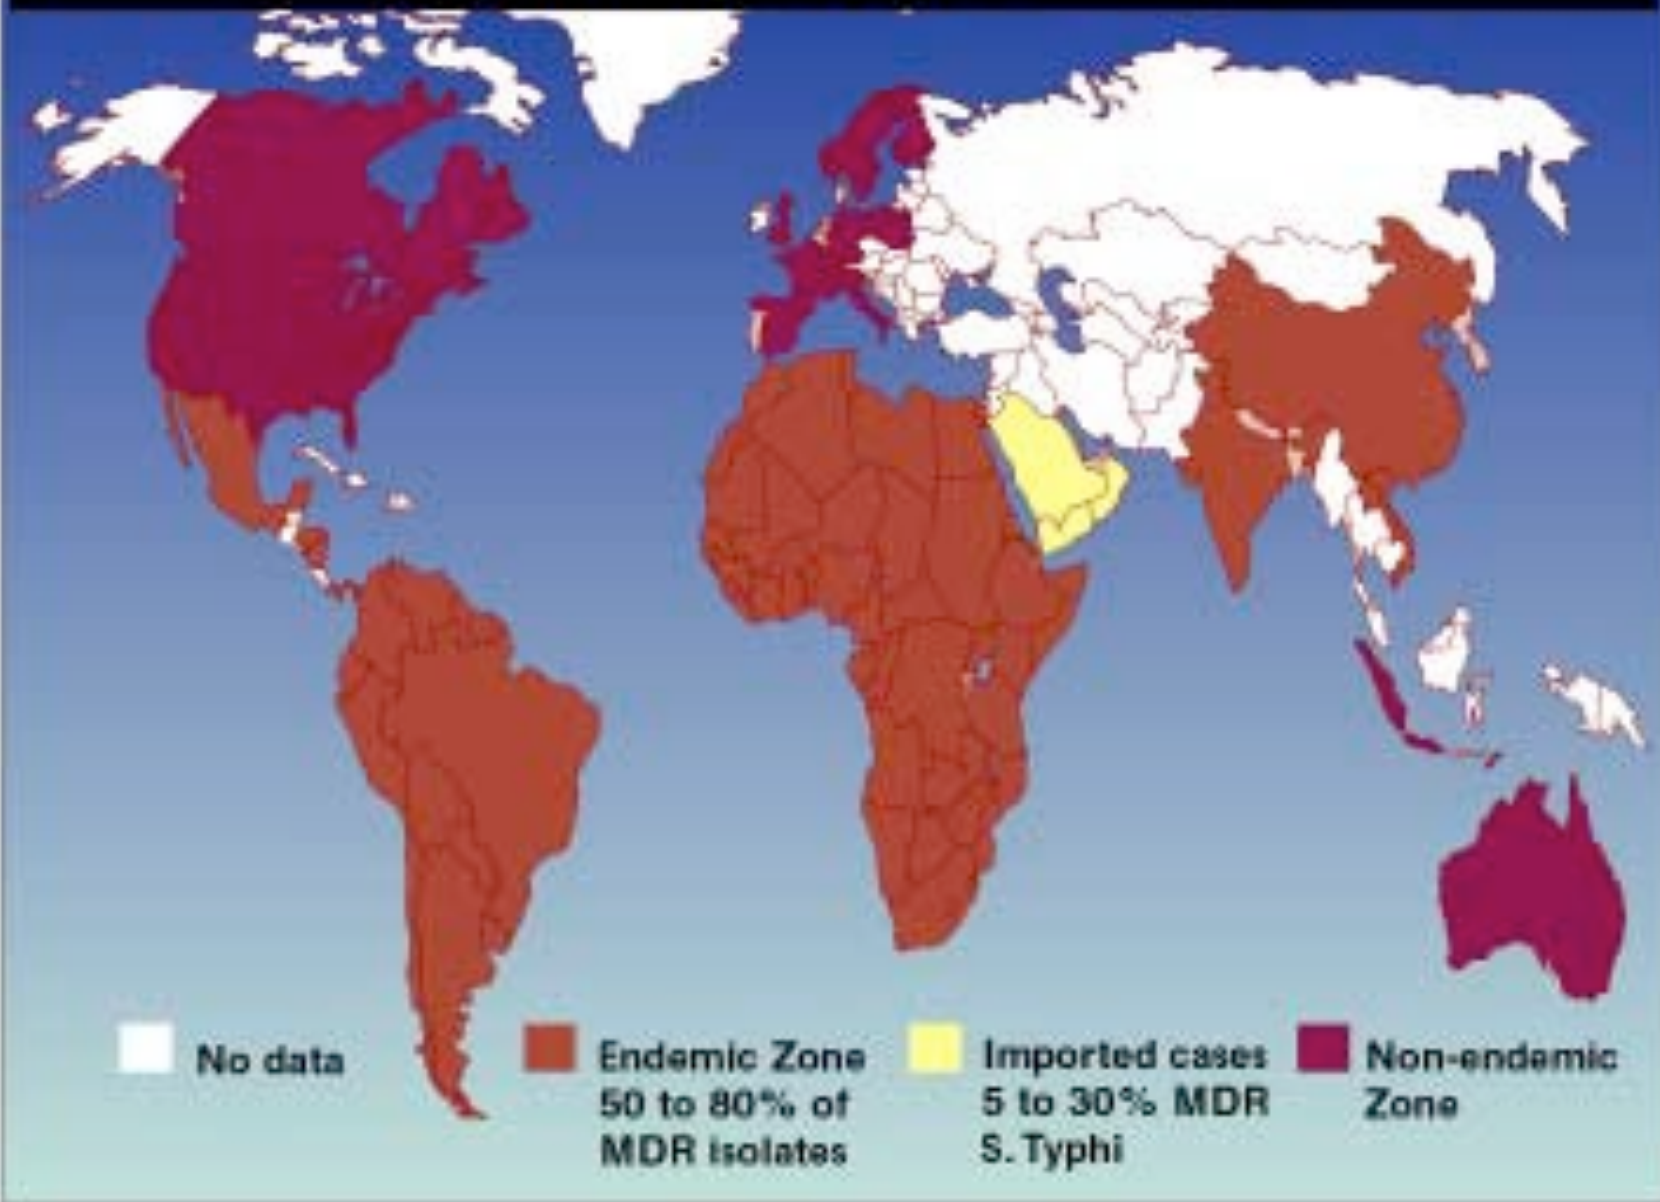 No data
Endemic Zone
50 to 80% of
MDR isolates
Imported cases
5 to 30% MDR
S. Typhi
Non-endemic
Zone